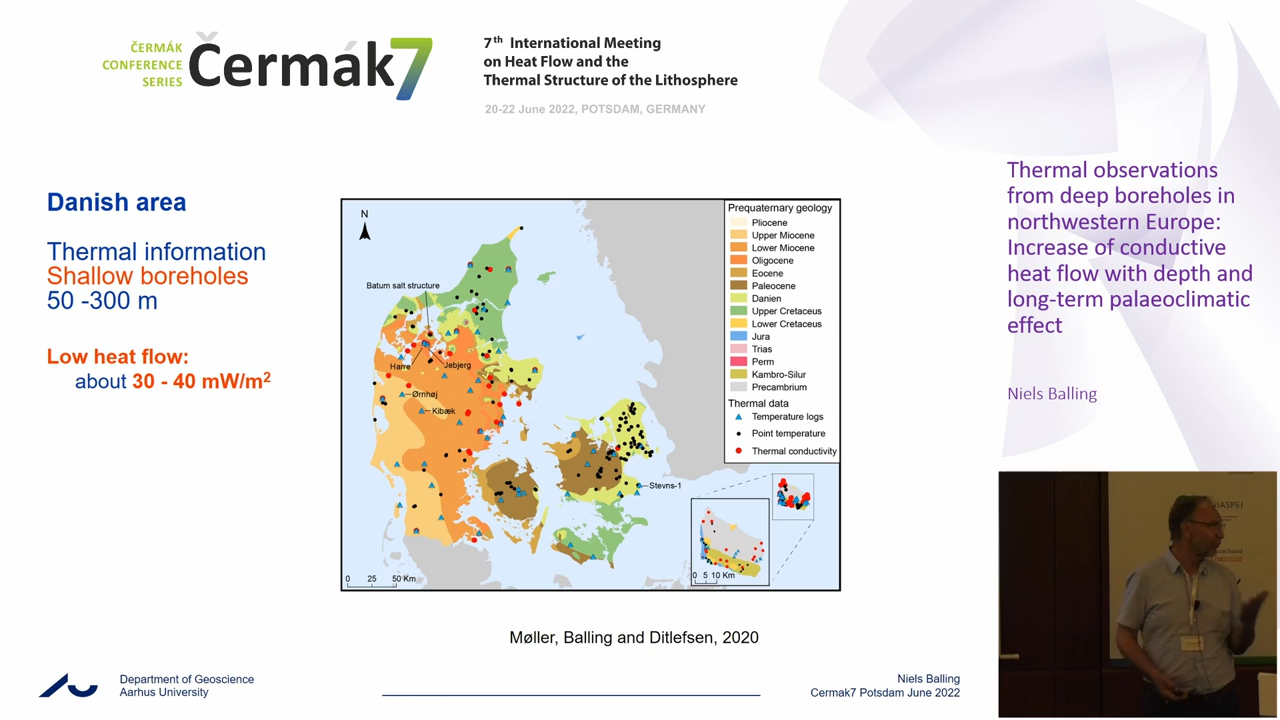 ČERMÁK
CONFERENCE
SERIES
Čermák7
7th International Meeting
on Heat Flow and the
Thermal Structure of the Lithosphere
20-22 June 2022, POTSDAM, GERMANY
Danish area
Thermal information
Shallow boreholes
50 -300 m
Low heat flow:
about 30 - 40 mW/m2
N
Batum salt structure
Harre
Jebjerg
Ørnhøj
Kibæk
Stevns-1
0 25 50 Km
0 5 10 Km
Prequaternary geology
Pliocene
Upper Miocene
Lower Miocene
Oligocene
Eocene
Paleocene
Danien
Upper Cretaceus
Lower Cretaceus
Jura
Trias
Perm
Kambro-Silur
Precambrium
Thermal data
Temperature logs
Point temperature
Thermal conductivity
Møller, Balling and Ditlefsen, 2020
Department of Geoscience
Aarhus University
Niels Balling
Cermak7 Potsdam June 2022
Thermal observations
from deep boreholes in
northwestern Europe:
Increase of conductive
heat flow with depth and
long-term palaeoclimatic
effect
Niels Balling
IASPEI